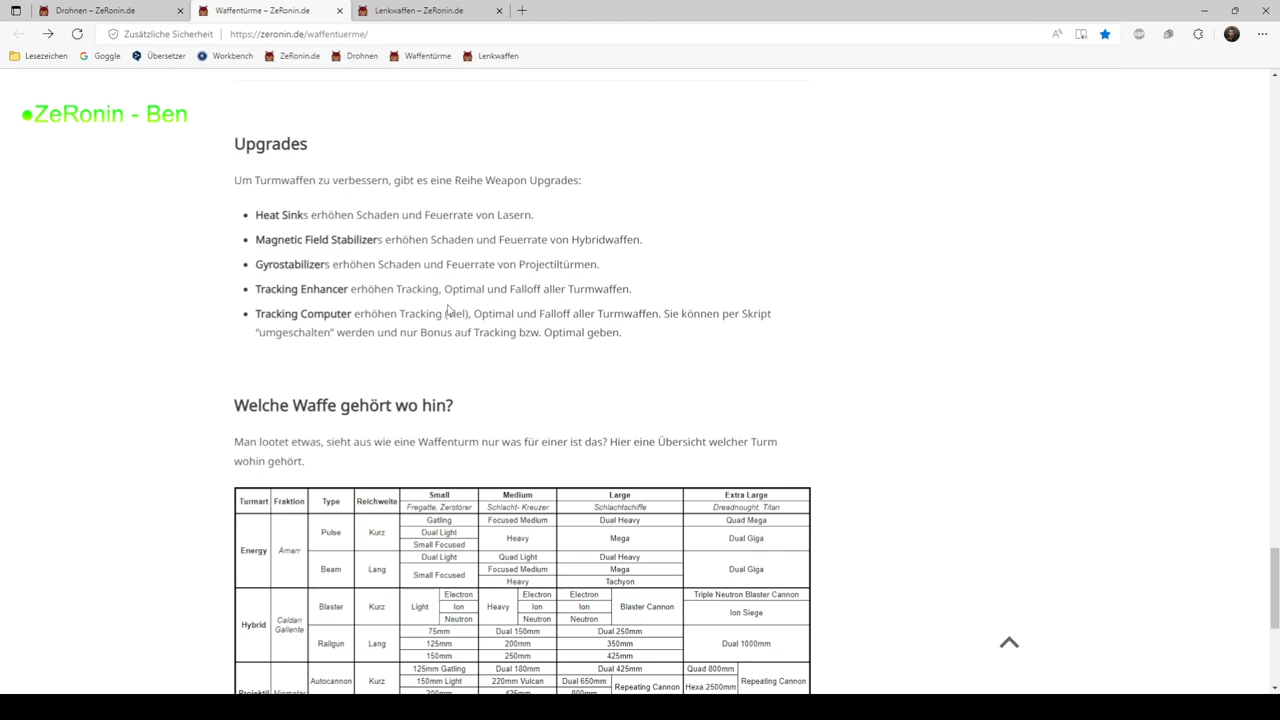 Drohnen – ZeRonin.de
Waffentürme – ZeRonin.de
Lenkwaffen – ZeRonin.de
Zusätzliche Sicherheit
https://zeronin.de/waffentuerme/
Lesezeichen
Goggle
Übersetzer
Workbench
ZeRonin.de
Drohnen
Waffentürme
Lenkwaffen
ZeRonin - Ben
Upgrades
Um Turmwaffen zu verbessern, gibt es eine Reihe Weapon Upgrades:
Heat Sinks erhöhen Schaden und Feuerrate von Lasern.
Magnetic Field Stabilizers erhöhen Schaden und Feuerrate von Hybridwaffen.
Gyrostabilizers erhöhen Schaden und Feuerrate von Projectiltürmen.
Tracking Enhancer erhöhen Tracking, Optimal und Falloff aller Turmwaffen.
Tracking Computer erhöhen Tracking (viel), Optimal und Falloff aller Turmwaffen. Sie können per Skript
“umgeschalten” werden und nur Bonus auf Tracking bzw. Optimal geben.
Welche Waffe gehört wo hin?
Man lootet etwas, sieht aus wie eine Waffenturm nur was für einer ist das? Hier eine Übersicht welcher Turm
wohin gehört.
Turmart Fraktion Type Reichweite Small Medium Large Extra Large
Fregatte, Zerstörer Schlacht- Kreuzer Schlachtschiffe Dreadnought, Titan
Energy Amarr Pulse Kurz Gatling Focused Medium Dual Heavy Quad Mega
Dual Light Heavy Mega Dual Giga
Small Focused
Beam Lang Dual Light Quad Light Dual Heavy Dual Giga
Small Focused Focused Medium Mega
Heavy Tachyon
Hybrid Caldari Gallente Blaster Kurz Light Electron Heavy Electron Electron Blaster Cannon Triple Neutron Blaster Cannon
Ion Ion Ion Ion Siege
Neutron Neutron Neutron
Railgun Lang 75mm Dual 150mm Dual 250mm Dual 1000mm
125mm 200mm 350mm
150mm 250mm 425mm
Autocannon Kurz 125mm Gatling Dual 180mm Dual 425mm Quad 800mm Repeating Cannon
150mm Light 220mm Vulcan Dual 650mm Repeating Cannon Hexa 2500mm